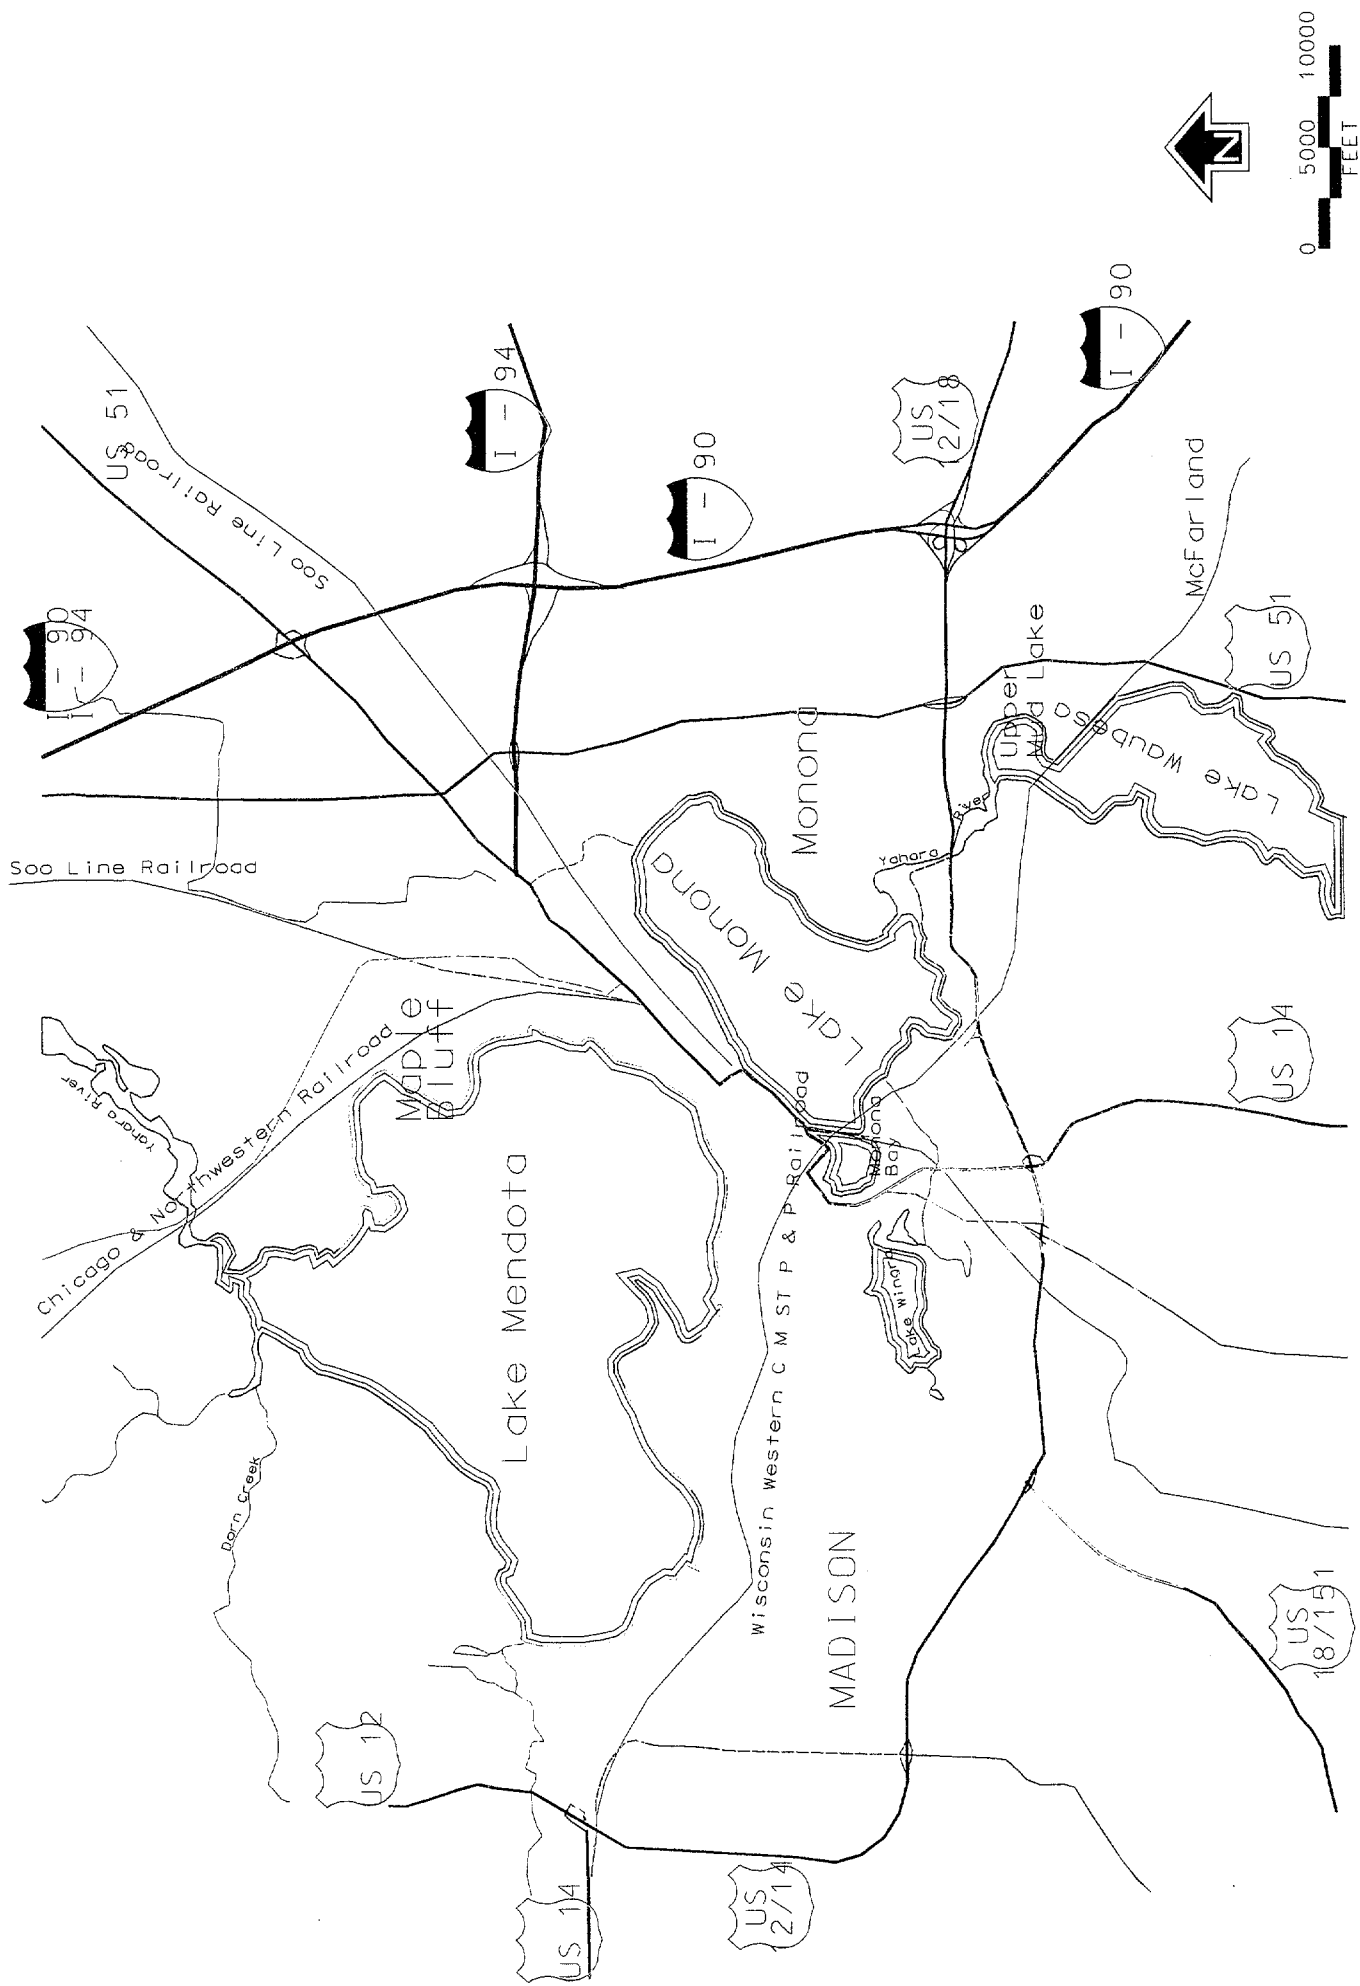 I - 90
I - 94
US 51
Soo Line Railroad
Soo Line Railroad
I - 94
I - 90
US
2/18
I - 90
Yahara River
Chicago & Northwestern Railroad
Maple
Bluff
Lake Mendota
Dorn Creek
US 12
US 14
US
2/14
MADISON
Wisconsin Western C M ST P & P Railroad
Lake Monona
Monona
Monona
Bay
Lake Wingra
Yahara River
Upper
Mud Lake
McFarland
Lake Waubesa
US 51
US 14
US
18/151
N
0 5000 10000
FEET